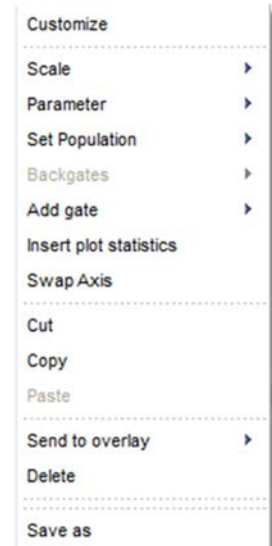 Customize
Scale
Parameter
Set Population
Backgates
Add gate
Insert plot statistics
Swap Axis
Cut
Copy
Paste
Send to overlay
Delete
Save as